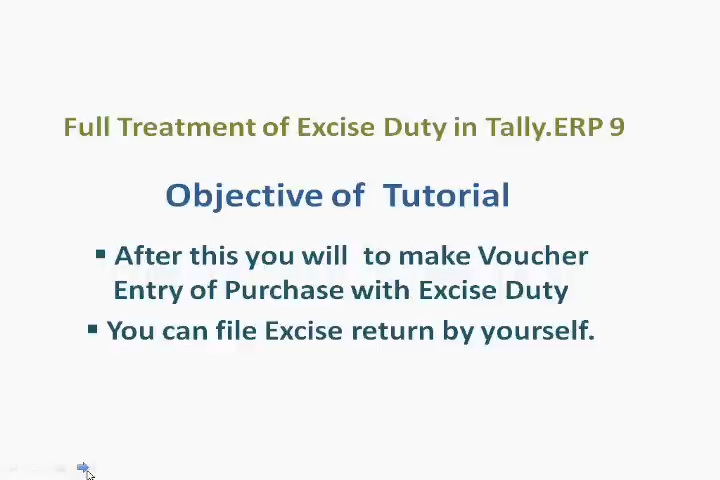 Full Treatment of Excise Duty in Tally.ERP 9
Objective of Tutorial
▪ After this you will to make Voucher
Entry of Purchase with Excise Duty
▪ You can file Excise return by yourself.